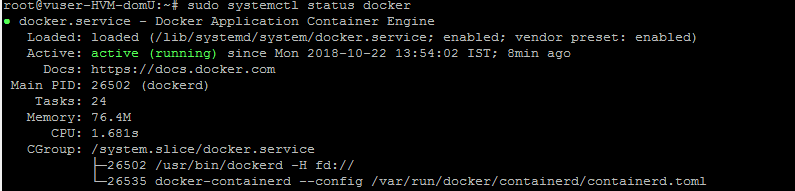 root@vuser-HVM-domU:~# sudo systemctl status docker
● docker.service - Docker Application Container Engine
   Loaded: loaded (/lib/systemd/system/docker.service; enabled; vendor preset: enabled)
   Active: active (running) since Mon 2018-10-22 13:54:02 IST; 8min ago
     Docs: https://docs.docker.com
 Main PID: 26502 (dockerd)
    Tasks: 24
   Memory: 76.4M
      CPU: 1.681s
   CGroup: /system.slice/docker.service
           ├─26502 /usr/bin/dockerd -H fd://
           └─26535 docker-containerd --config /var/run/docker/containerd/containerd.toml